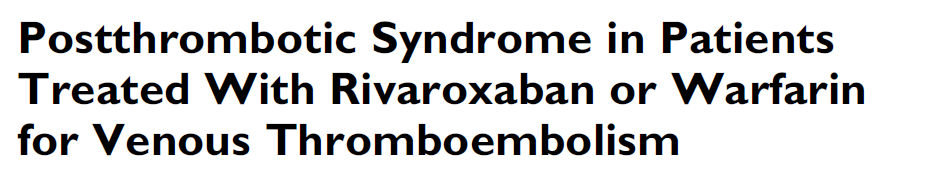 Postthrombotic Syndrome in Patients
Treated With Rivaroxaban or Warfarin
for Venous Thromboembolism